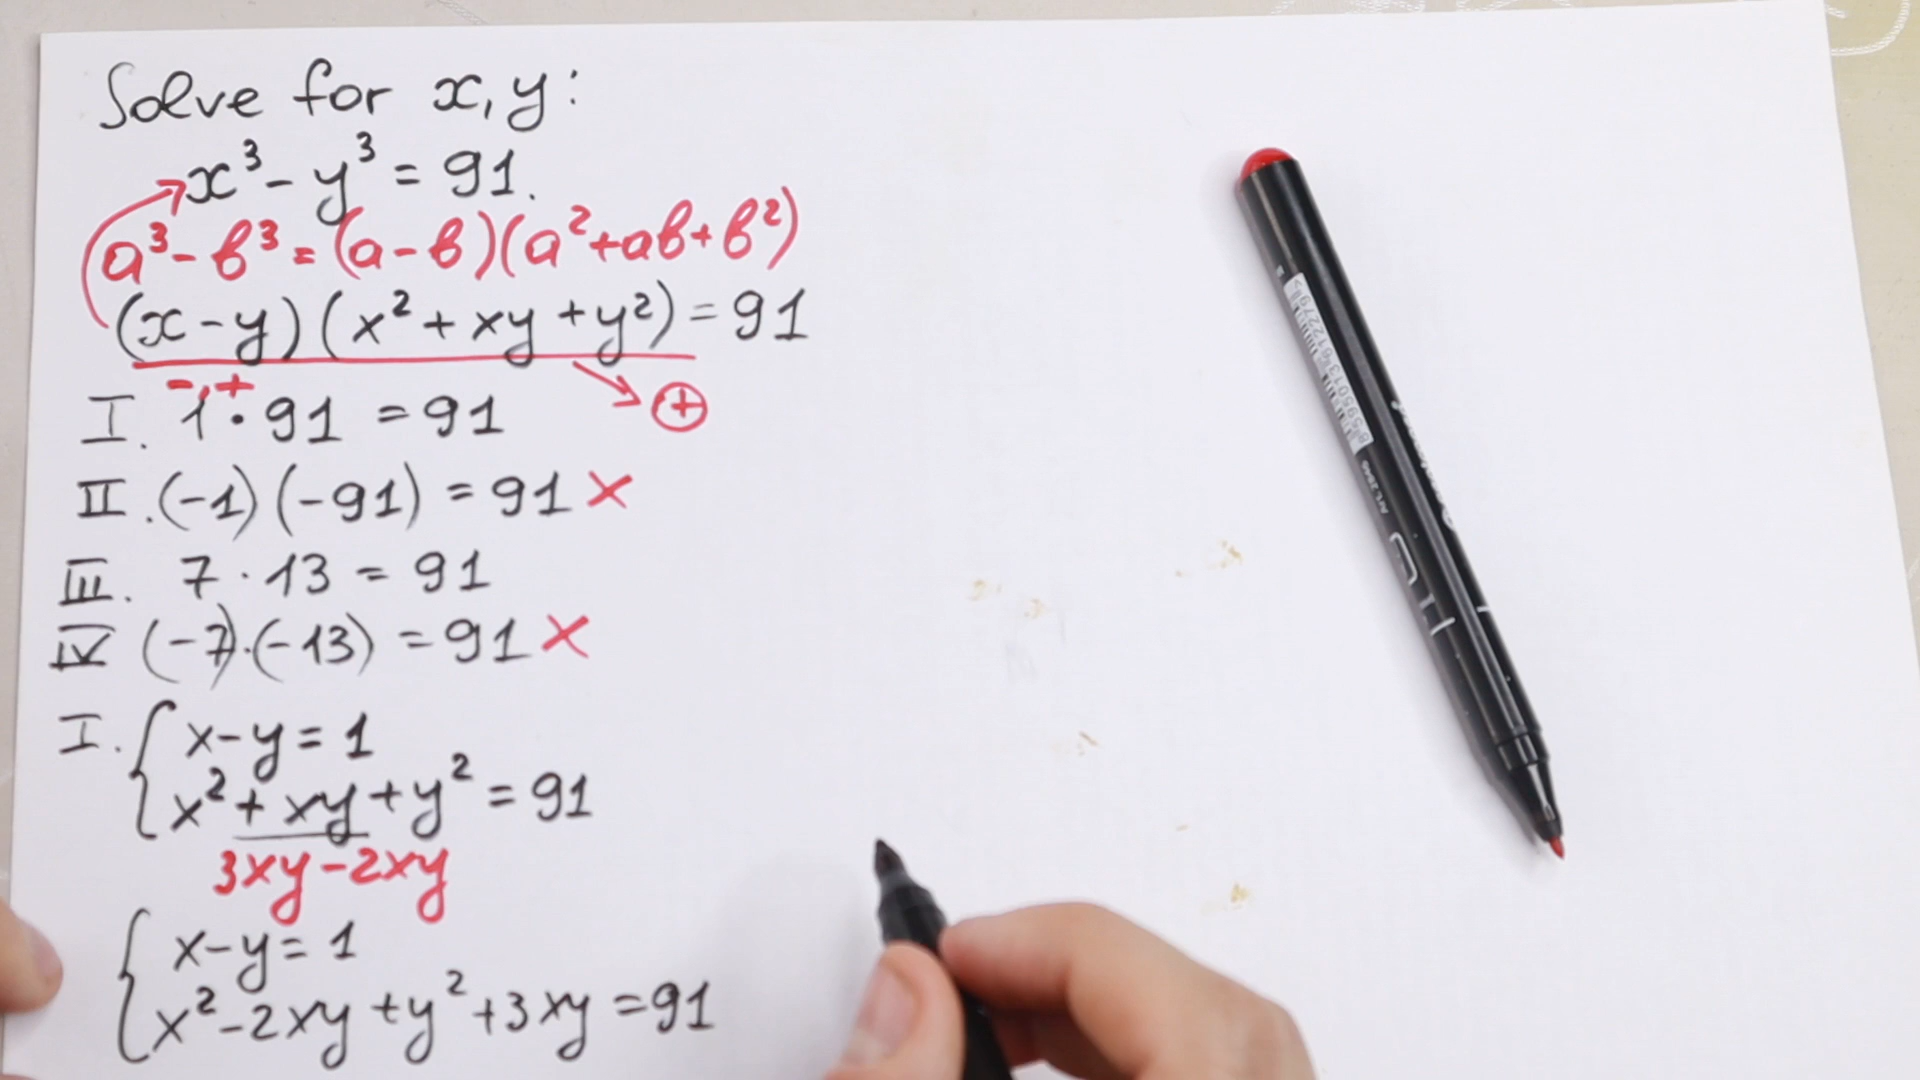 Solve for x, y:
x³ - y³ = 91.
a³ - b³ = (a - b)(a² + ab + b²)
(x - y)(x² + xy + y²) = 91
-, +
I. 1 · 91 = 91
+
II. (-1)(-91) = 91 ×
III. 7 · 13 = 91
IV (-7)·(-13) = 91 ×
I. { x - y = 1
x² + xy + y² = 91
3xy - 2xy
{ x - y = 1
x² - 2xy + y² + 3xy = 91